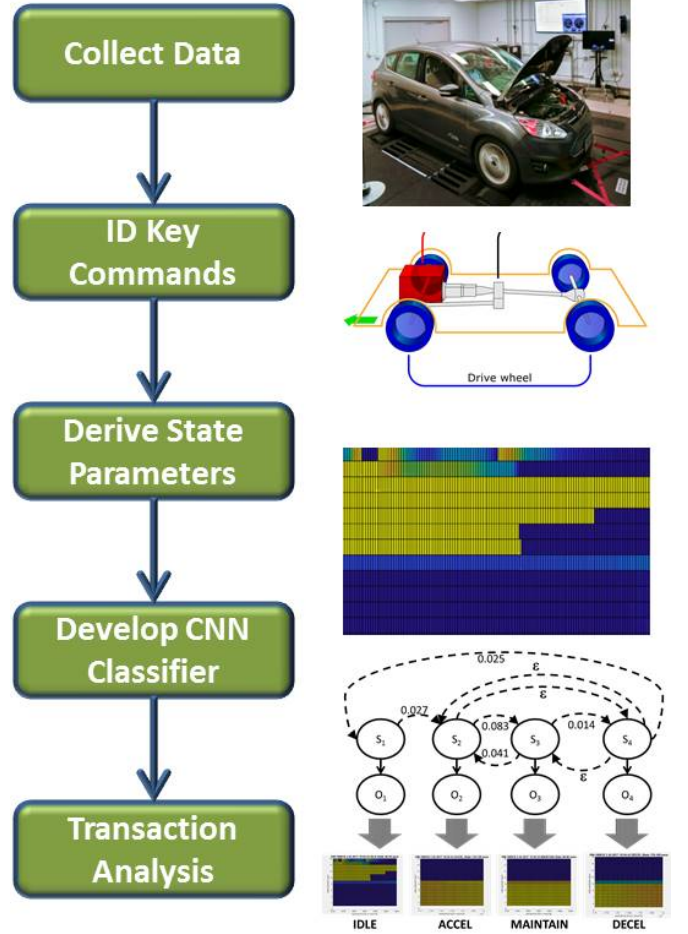 Collect Data
ID Key
Commands
Drive wheel
Derive State
Parameters
Develop CNN
Classifier
0.025
ε
ε
0.027
0.083
0.014
S1
S2
S3
S4
0.041
ε
O1
O2
O3
O4
Transaction
Analysis
IDLE
ACCEL
MAINTAIN
DECEL